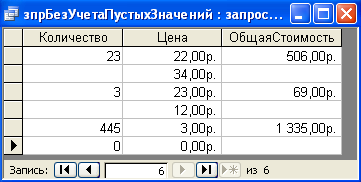 зпрБезУчетаПустыхЗначений : запрос...
Количество Цена ОбщаяСтоимость
23 22,00р. 506,00р.
34,00р.
3 23,00р. 69,00р.
12,00р.
445 3,00р. 1 335,00р.
0 0,00р.
Запись: 6 из 6